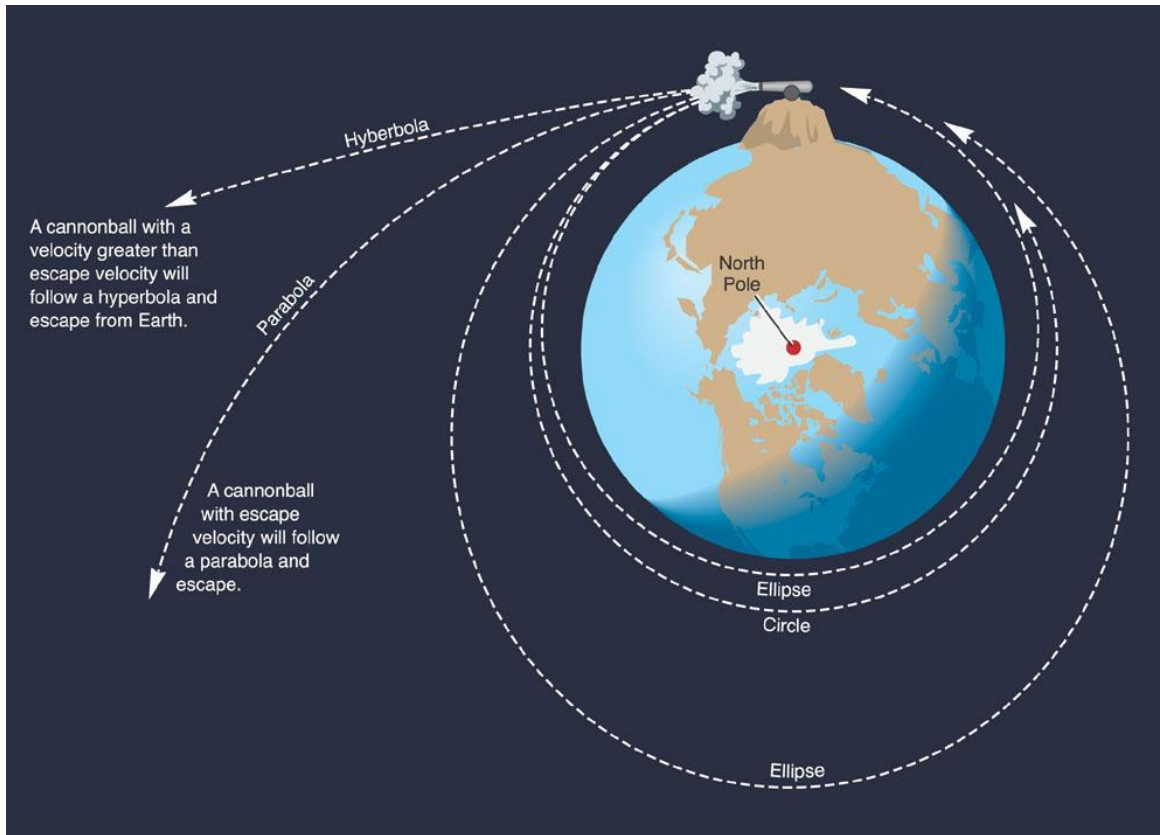 Hyberbola
A cannonball with a
velocity greater than
escape velocity will
follow a hyperbola and
escape from Earth.
Parabola
North
Pole
A cannonball
with escape
velocity will follow
a parabola and
escape.
Ellipse
Circle
Ellipse